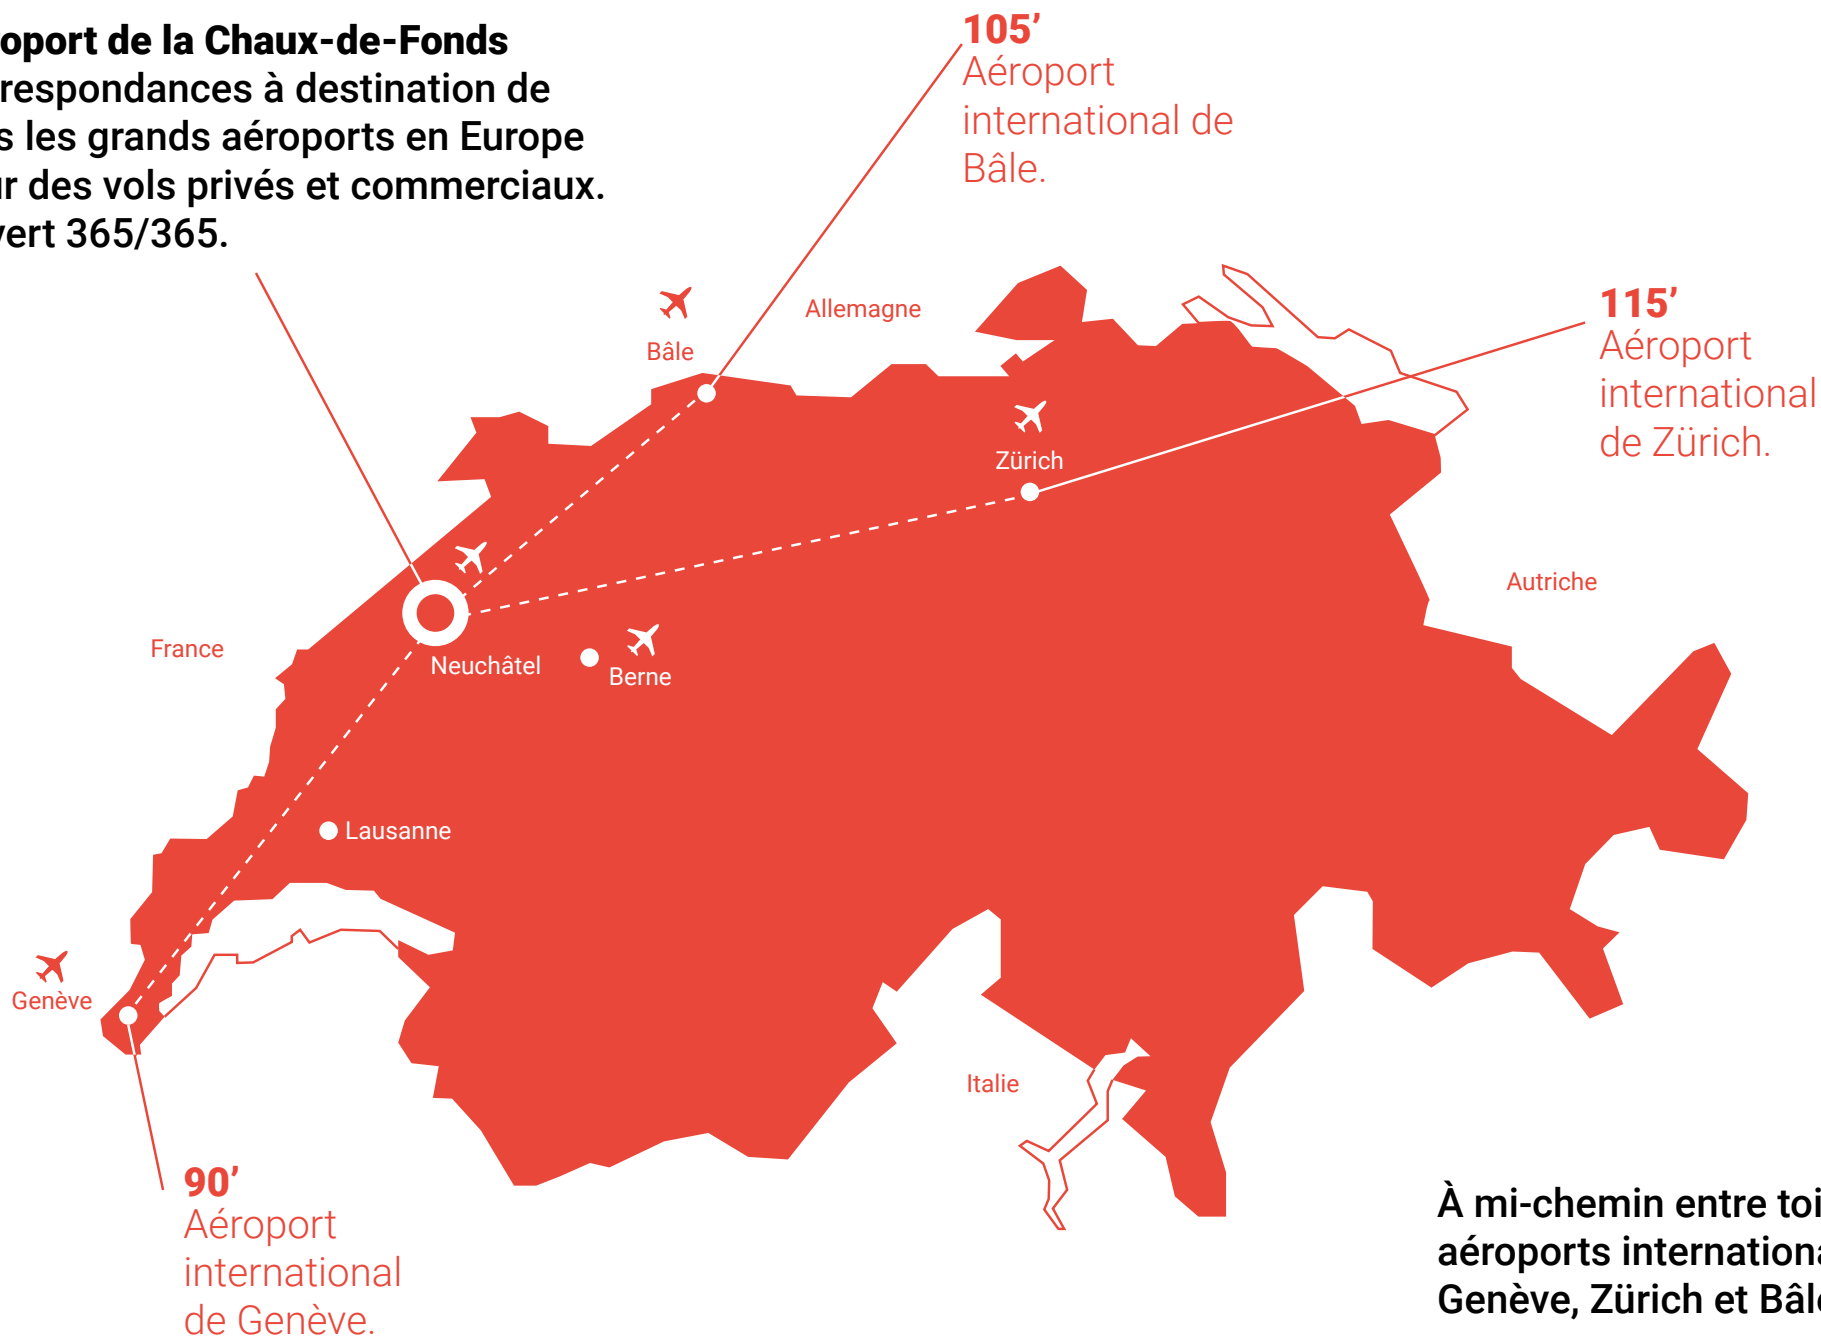 oport de la Chaux-de-Fonds
respondances à destination de
s les grands aéroports en Europe
r des vols privés et commerciaux.
vert 365/365.
105’
Aéroport
international de
Bâle.
Allemagne
Bâle
115’
Aéroport
international
de Zürich.
Zürich
Autriche
France
Neuchâtel
Berne
Lausanne
Genève
Italie
90’
Aéroport
international
de Genève.
À mi-chemin entre toi
aéroports internationa
Genève, Zürich et Bâle